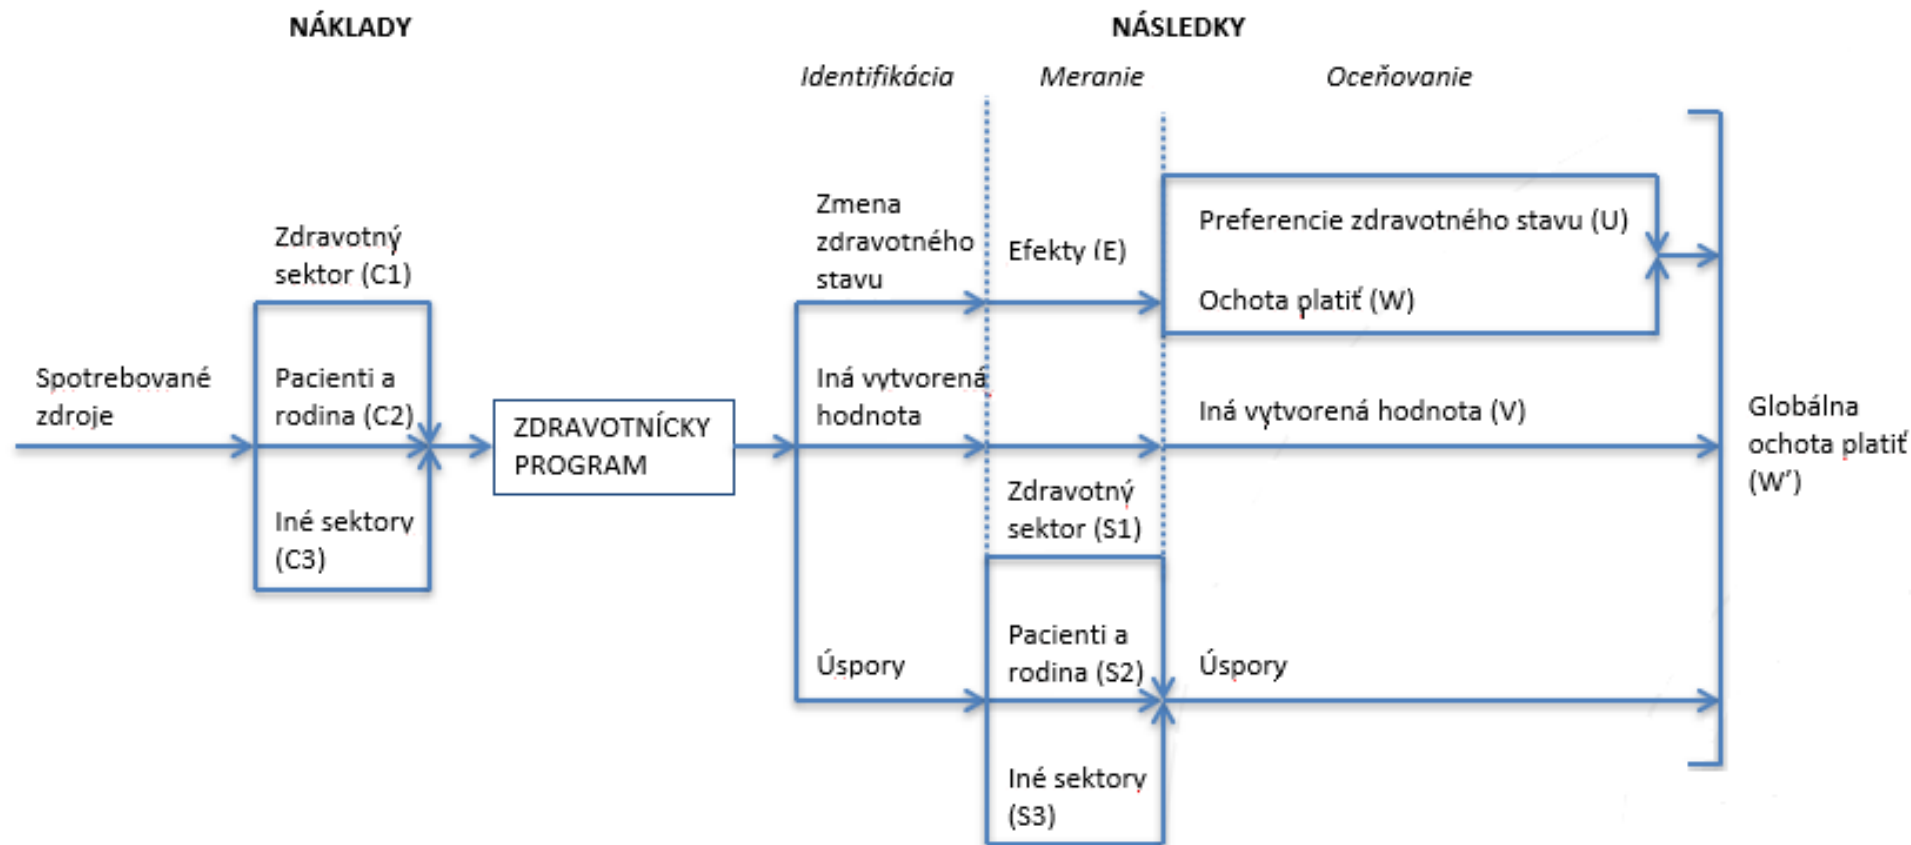 NÁKLADY
NÁSLEDKY
Identifikácia
Meranie
Oceňovanie
Spotrebované
zdroje
Zdravotný
sektor (C1)
Pacienti a
rodina (C2)
Iné sektory
(C3)
ZDRAVOTNÍCKY
PROGRAM
Zmena
zdravotného
stavu
Efekty (E)
Preferencie zdravotného stavu (U)
Ochota platiť (W)
Iná vytvorená
hodnota
Iná vytvorená hodnota (V)
Zdravotný
sektor (S1)
Úspory
Pacienti a
rodina (S2)
Úspory
Iné sektory
(S3)
Globálna
ochota platiť
(W’)